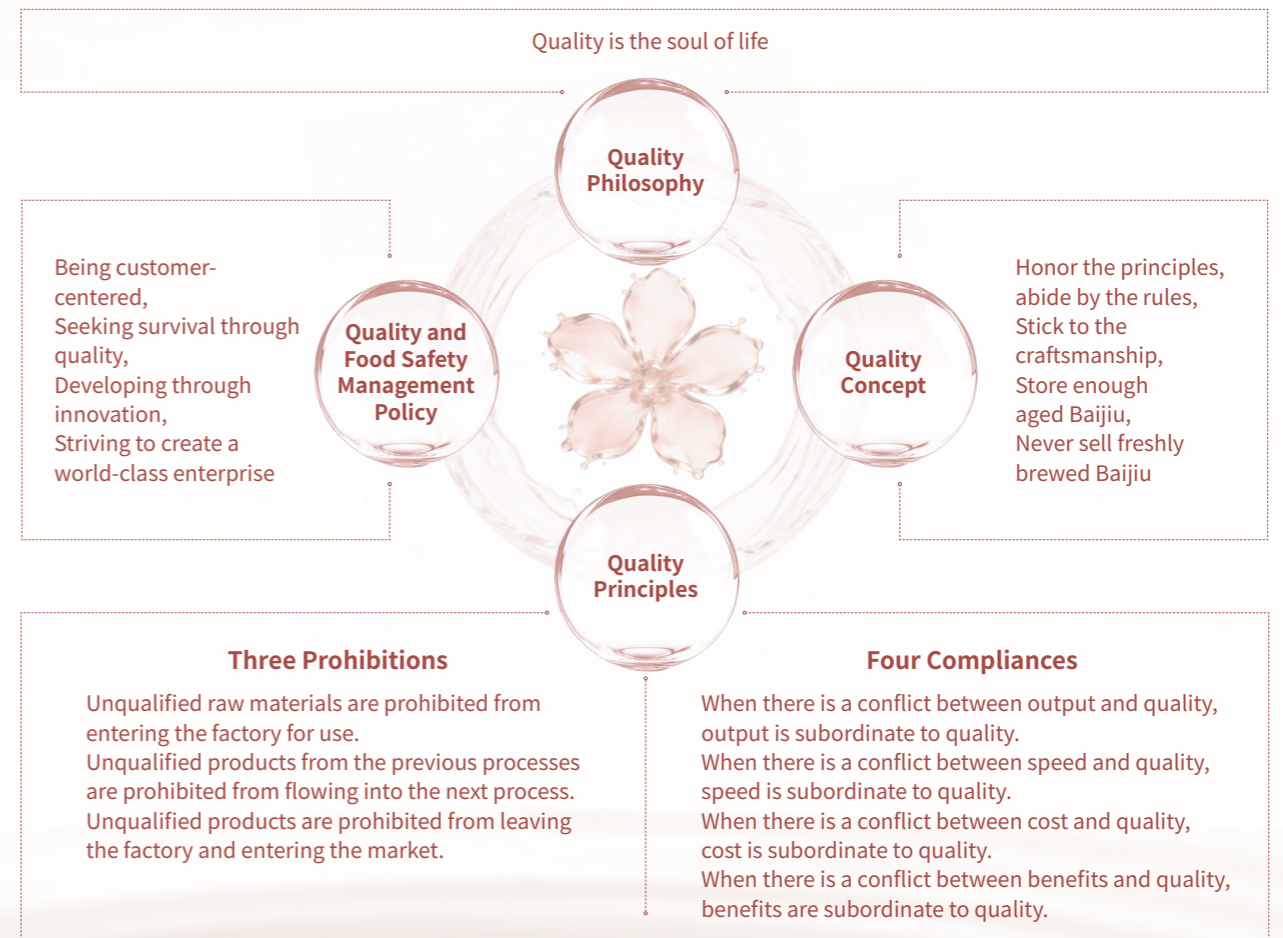 Quality is the soul of life
Quality
Philosophy
Being customer-
centered,
Seeking survival through
quality,
Developing through
innovation,
Striving to create a
world-class enterprise
Quality and
Food Safety
Management
Policy
Quality
Concept
Honor the principles,
abide by the rules,
Stick to the
craftsmanship,
Store enough
aged Baijiu,
Never sell freshly
brewed Baijiu
Quality
Principles
Three Prohibitions
Unqualified raw materials are prohibited from
entering the factory for use.
Unqualified products from the previous processes
are prohibited from flowing into the next process.
Unqualified products are prohibited from leaving
the factory and entering the market.
Four Compliances
When there is a conflict between output and quality,
output is subordinate to quality.
When there is a conflict between speed and quality,
speed is subordinate to quality.
When there is a conflict between cost and quality,
cost is subordinate to quality.
When there is a conflict between benefits and quality,
benefits are subordinate to quality.